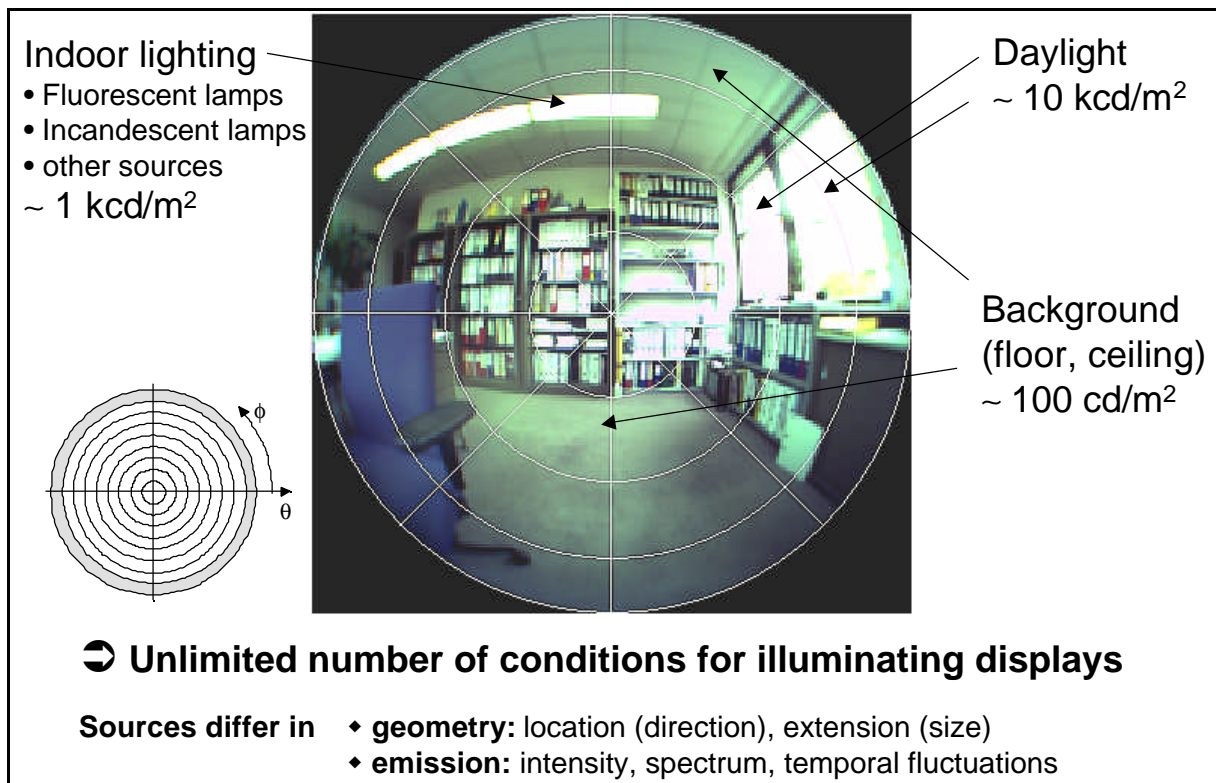 Indoor lighting
• Fluorescent lamps
• Incandescent lamps
• other sources
~ 1 kcd/m²
Daylight
~ 10 kcd/m²
Background
(floor, ceiling)
~ 100 cd/m²
ϕ
θ
➲ Unlimited number of conditions for illuminating displays
Sources differ in ◆ geometry: location (direction), extension (size)
◆ emission: intensity, spectrum, temporal fluctuations